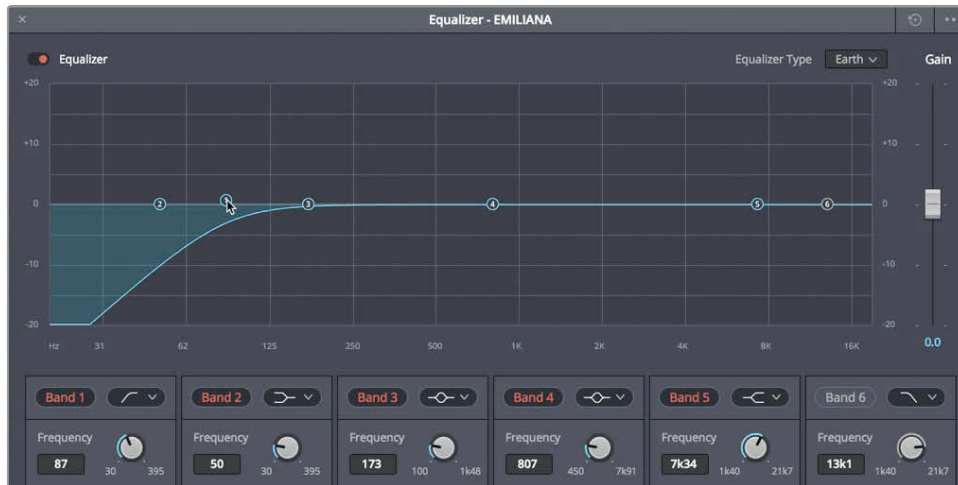 Equalizer - EMILIANA
Equalizer
Equalizer Type Earth Gain
+20 +20
+10 +10 - -
0 0 - -
-10 -10 - -
-20 -20 - -
Hz 31 62 125 250 500 1K 2K 4K 8K 16K 0.0
2 3 4 5 6
Band 1 Band 2 Band 3 Band 4 Band 5 Band 6
Frequency Frequency Frequency Frequency Frequency Frequency
87 50 173 807 7k34 13k1
30 395 30 395 100 1k48 450 7k91 1k40 21k7 1k40 21k7